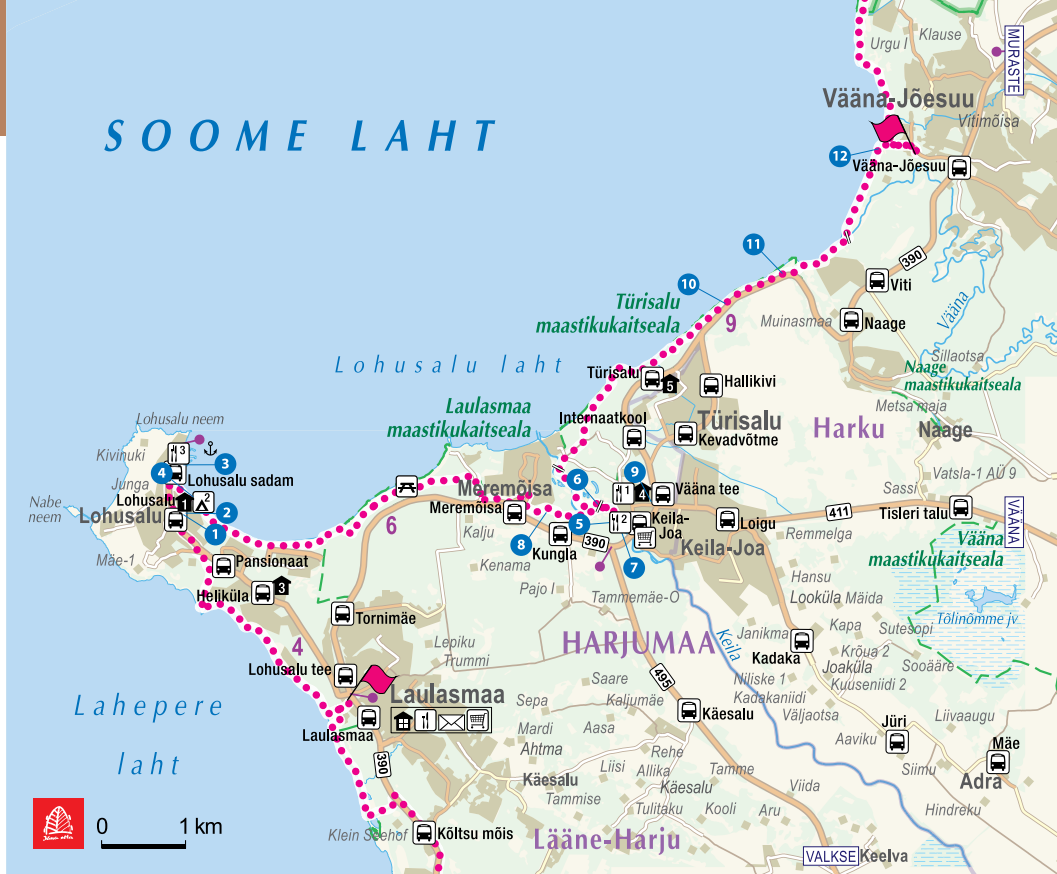 Urgu I
Klause
MURASTE
Vääna-Jõesuu
Vitimõisa
SOOME LAHT
12
Vääna-Jõesuu
11
390
10
Viti
Türisalu
maastikukaitseala
9
Muinasmaa
Naage
Vääna
Sillaotsa
Lohusalu laht
Naage
maastikukaitseala
Türisalu
5
Hallikivi
Metsa maja
Laulasmaa
maastikukaitseala
Internaatkool
Türisalu
Kevadvõtme
Harku
Naage
Lohusalu neem
Kivinuki
3
3
4
Lohusalu sadam
Junga
Lohusalu
1
2
2
Nabe
neem
Lohusalu
1
Mäe-1
Pansionaat
Heliküla
3
Meremõisa
Meremõisa
6
Kalju
8
Kungla
Kenama
Pajo I
6
9
1
4
Vääna tee
5
2
Keila-
Joa
390
7
Keila-Joa
Loigu
411
Vatsla-1 AÜ 9
Sassi
Tisleri talu
Remmelga
VÄÄNA
Vääna
maastikukaitseala
Tammemäe-O
Hansu
Looküla
Mäida
Tõlinõmme jv
Tornimäe
4
Lepiku
Trummi
HARJUMAA
Keila
Janikma
Kadaka
Kapa
Sutesopi
Krõua 2
Joaküla
Sooääre
Kuuseniidi 2
Niliske 1
Kadakaniidi
Väljaotsa
Lohusalu tee
Laulasmaa
Saare
Kaljumäe
495
Käesalu
Sepa
Mardi
Aasa
Laulasmaa
Ahtma
Rehe
Jüri
Aaviku
Liivaaugu
Mäe
Siimu
Adra
Lahepere
laht
390
Liisi
Allika
Tamme
Käesalu
Käesalu
Viida
Tammise
Tulitaku
Kooli
Aru
Hindreku
0
1 km
Klein Seehof
Kõltsu mõis
Lääne-Harju
VALKSE
Keelva